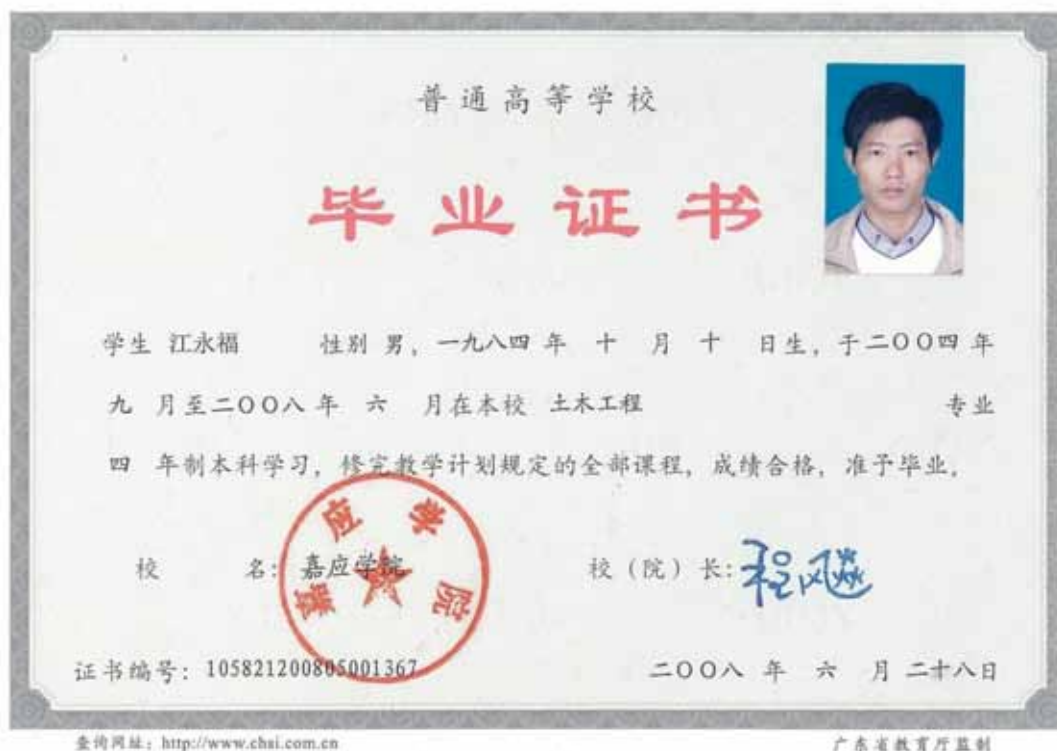 普通高等学校
毕业证书
学生 江永福 性别 男，一九八四 年 十 月 十 日生，于二〇〇四 年
九 月至二〇〇八 年 六 月在本校 土木工程 专业
四 年制本科学习，修完教学计划规定的全部课程，成绩合格，准予毕业。
校 名：嘉应学院 校（院）长：程飚
嘉应学院
证书编号：105821200805001367 二〇〇八 年 六 月 二十八日
查询网址：http://www.chsi.com.cn 广东省教育厅监制